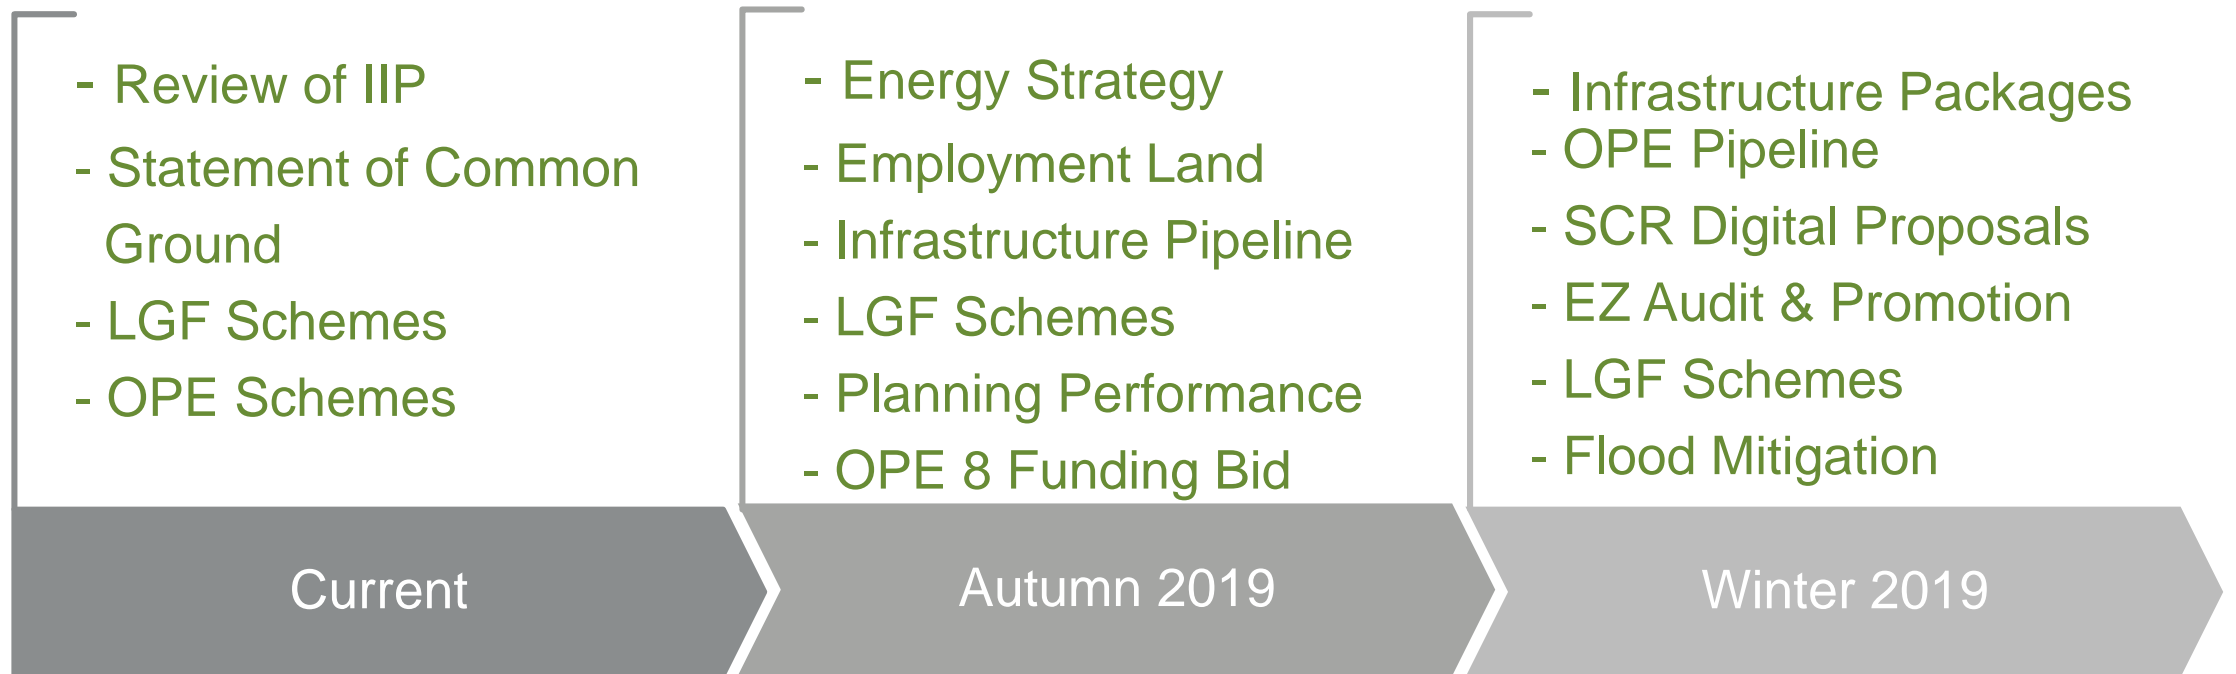 - Review of IIP
- Statement of Common
Ground
- LGF Schemes
- OPE Schemes
Current
- Energy Strategy
- Employment Land
- Infrastructure Pipeline
- LGF Schemes
- Planning Performance
- OPE 8 Funding Bid
Autumn 2019
- Infrastructure Packages
- OPE Pipeline
- SCR Digital Proposals
- EZ Audit & Promotion
- LGF Schemes
- Flood Mitigation
Winter 2019